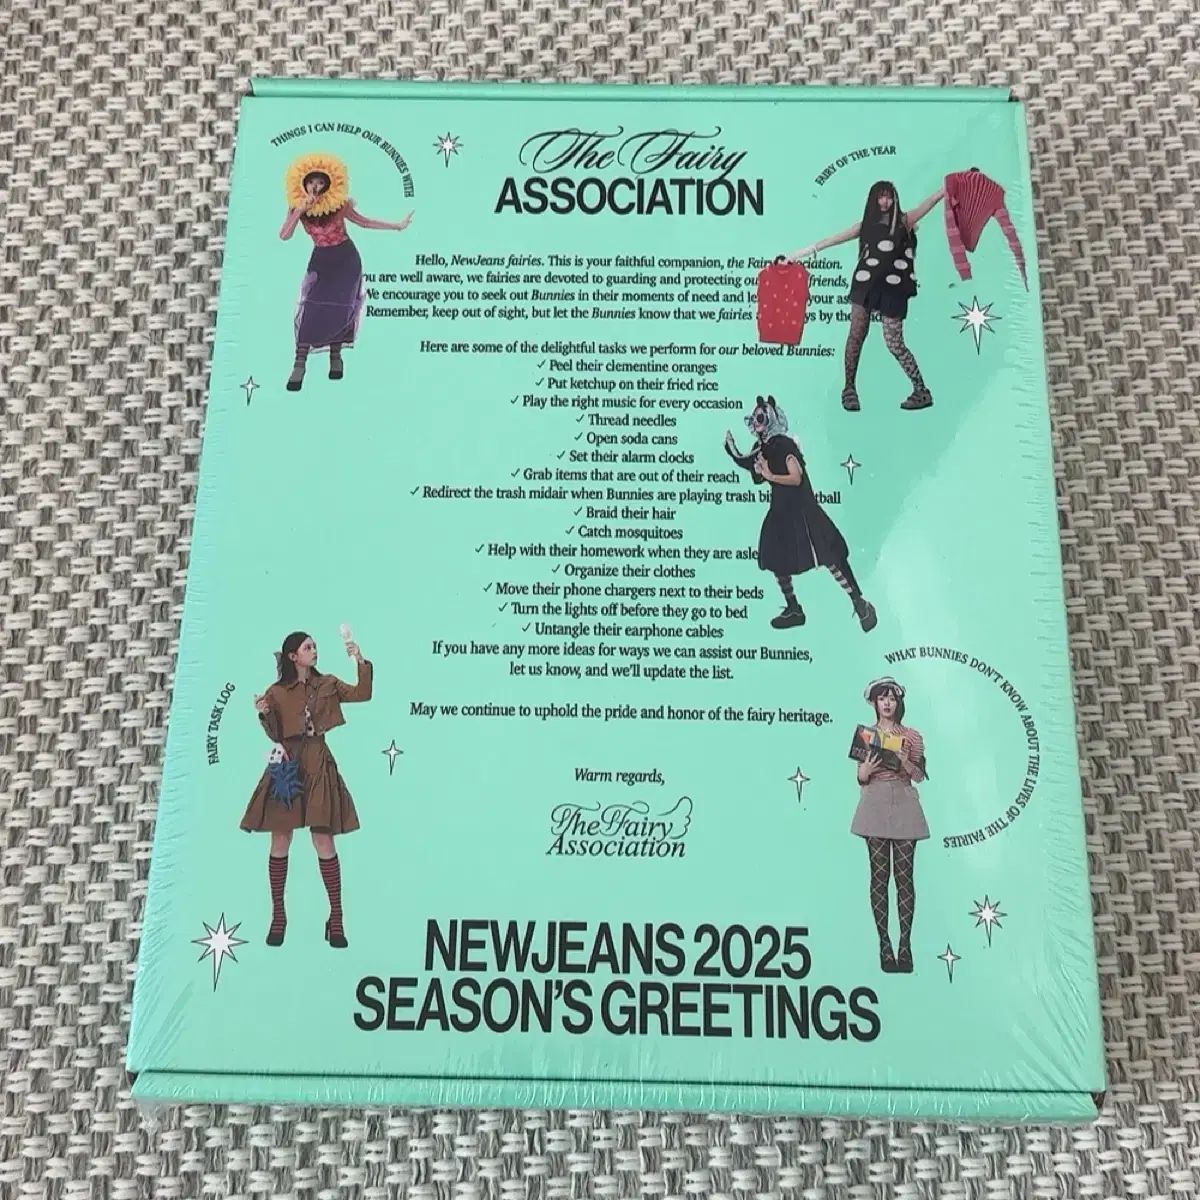 THINGS I CAN HELP OUR BUNNIES WITH
The Fairy
ASSOCIATION
FAIRY OF THE YEAR
Hello, NewJeans fairies. This is your faithful companion, the Fairy
are well aware, we fairies are devoted to guarding and protecting friends,
We encourage you to seek out Bunnies in their moments of need and your
Remember, keep out of sight, but let the Bunnies know that we fairies by the
Here are some of the delightful tasks we perform for our beloved Bunnies:
✓ Peel their clementine oranges
✓ Put ketchup on their fried rice
✓ Play the right music for every occasion
✓ Thread needles
✓ Open soda cans
✓ Set their alarm clocks
✓ Grab items that are out of their reach
✓ Redirect the trash midair when Bunnies are playing trash
✓ Braid their hair
✓ Catch mosquitoes
✓ Help with their homework when they are
✓ Organize their clothes
✓ Move their phone chargers next to their beds
✓ Turn the lights off before they go to bed
✓ Untangle their earphone cables
If you have any more ideas for ways we can assist our Bunnies,
let us know, and we'll update the list.
May we continue to uphold the pride and honor of the fairy heritage.
FAIRY TASK LOG
WHAT BUNNIES DON'T KNOW ABOUT THE LIVES OF THE FAIRIES
Warm regards,
The Fairy
Association
NEWJEANS 2025
SEASON'S GREETINGS